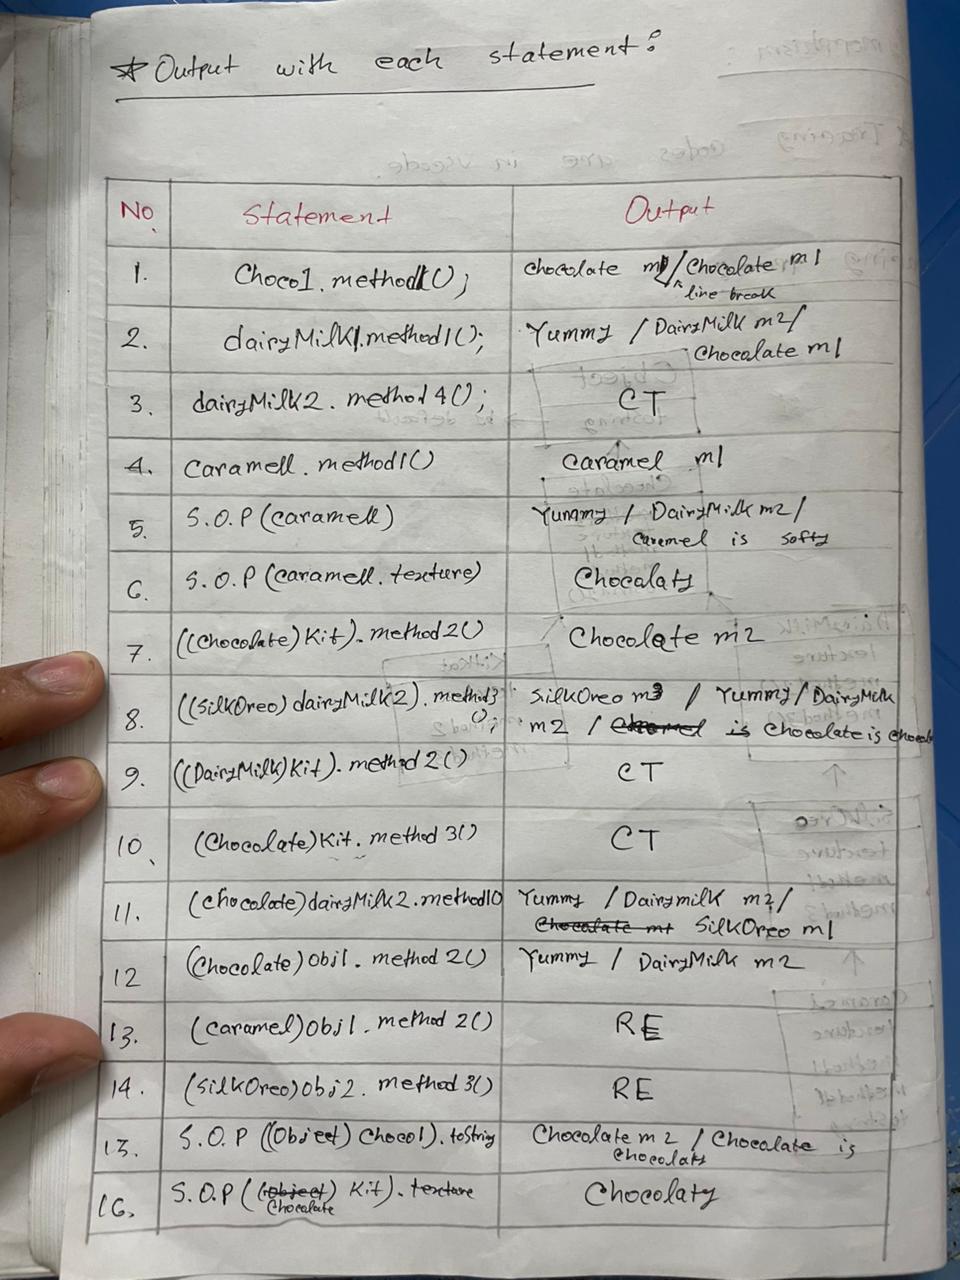 * Output with each statement:
No. Statement Output
1. Choco1.method1(); Chocolate m1/Chocolate m1
line break
2. dairyMilk1.method1(); Yummy / DairyMilk m2/
Chocalate m1
3. dairyMilk2.method4(); CT
4. Caramel1.method1() Caramel m1
5. S.O.P(caramel1) Yummy / DairyMilk m2/
Caremel is softy
6. S.O.P(caramel1.texture) Chocalaty
7. ((Chocolate)Kit).method2() Chocolate m2
8. ((SilkOreo)dairyMilk2).method3 SilkOreo m3 / Yummy/DairyMilk
(); m2 / Caramel is Chocolate is
9. ((DairyMilk)Kit).method2() CT
10. (Chocolate)Kit.method3() CT
11. (Chocolate)dairyMilk2.method1() Yummy / Dairymilk m2/
Chocalate m1 SilkOreo m1
12 (Chocolate)Obj1.method2() Yummy / DairyMilk m2
13. (Caramel)Obj1.method2() RE
14. (SilkOreo)Obj2.method3() RE
15. S.O.P((Object)Choco1).toString Chocolate m2 / Chocalate is
Chocolaty
16. S.O.P((Object) Kit).texture Chocolaty
Chocolate